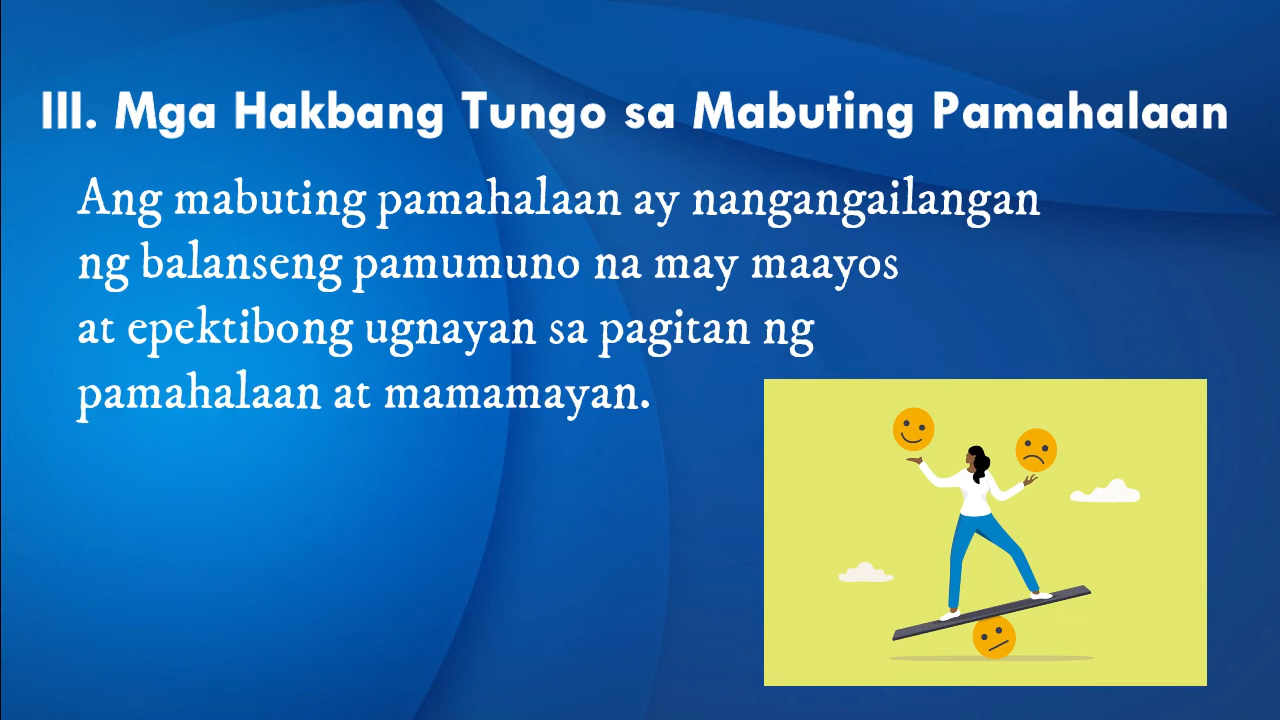 III. Mga Hakbang Tungo sa Mabuting Pamahalaan
Ang mabuting pamahalaan ay nangangailangan
ng balanseng pamumuno na may maayos
at epektibong ugnayan sa pagitan ng
pamahalaan at mamamayan.